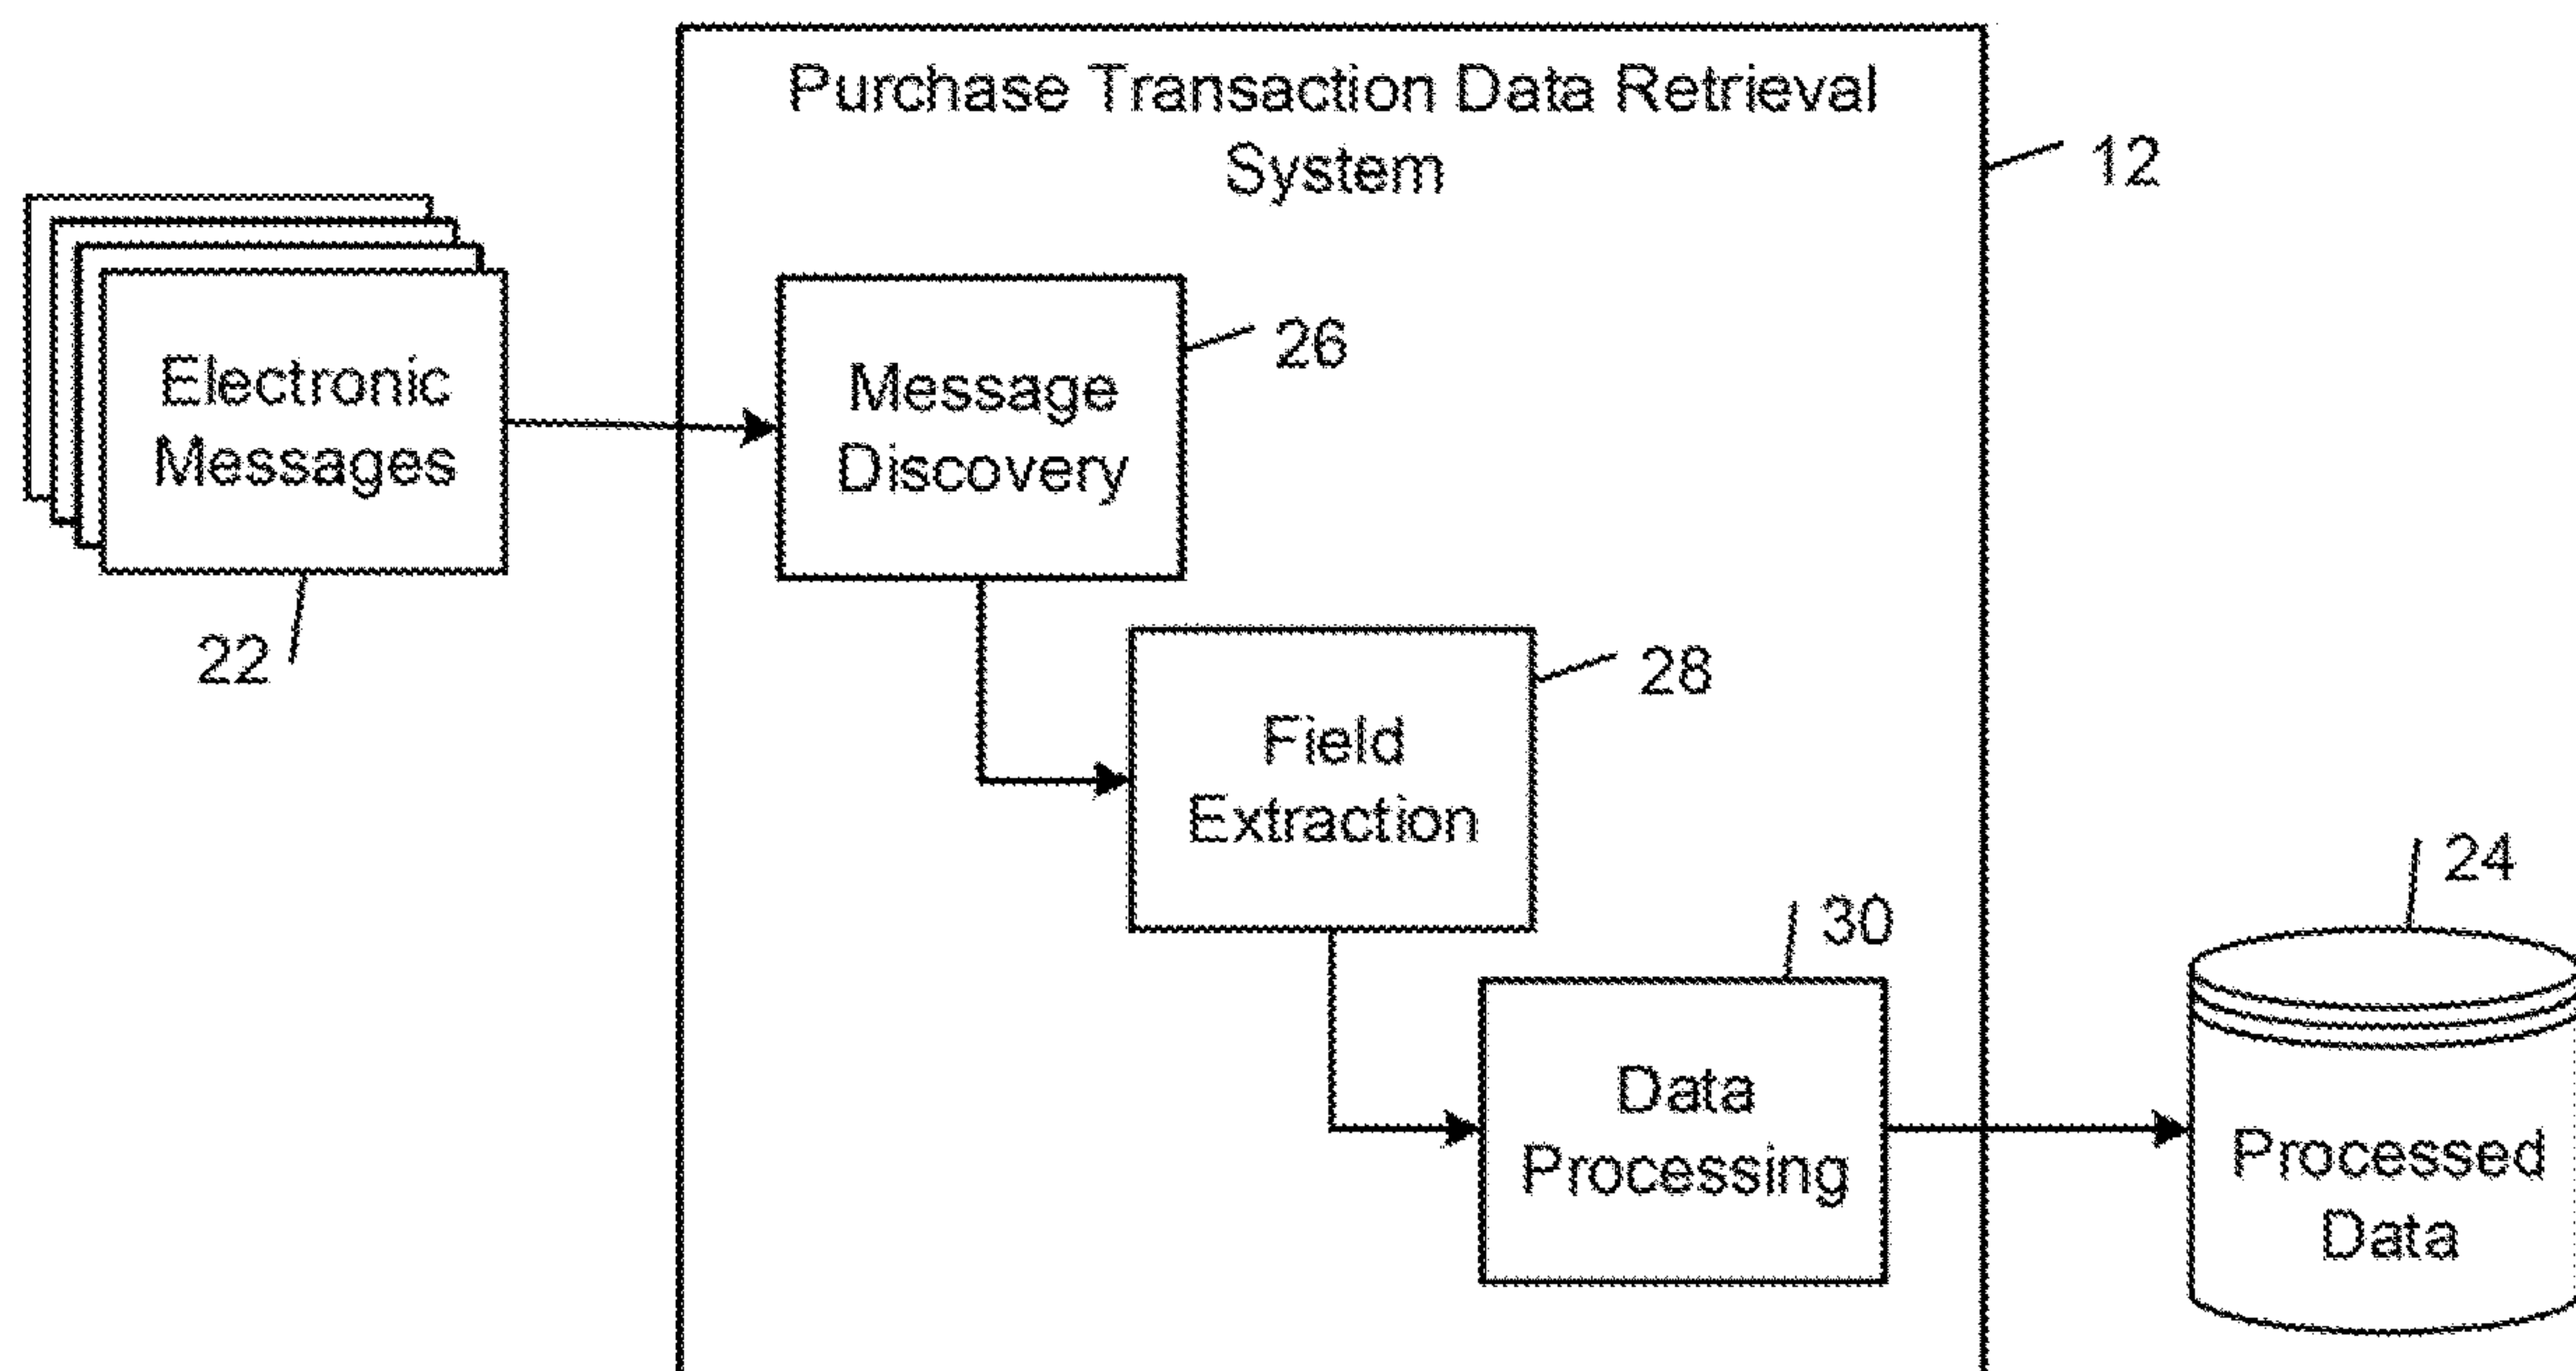 Purchase Transaction Data Retrieval
System
12
Electronic
Messages
22
Message
Discovery
26
Field
Extraction
28
Data
Processing
30
Processed
Data
24